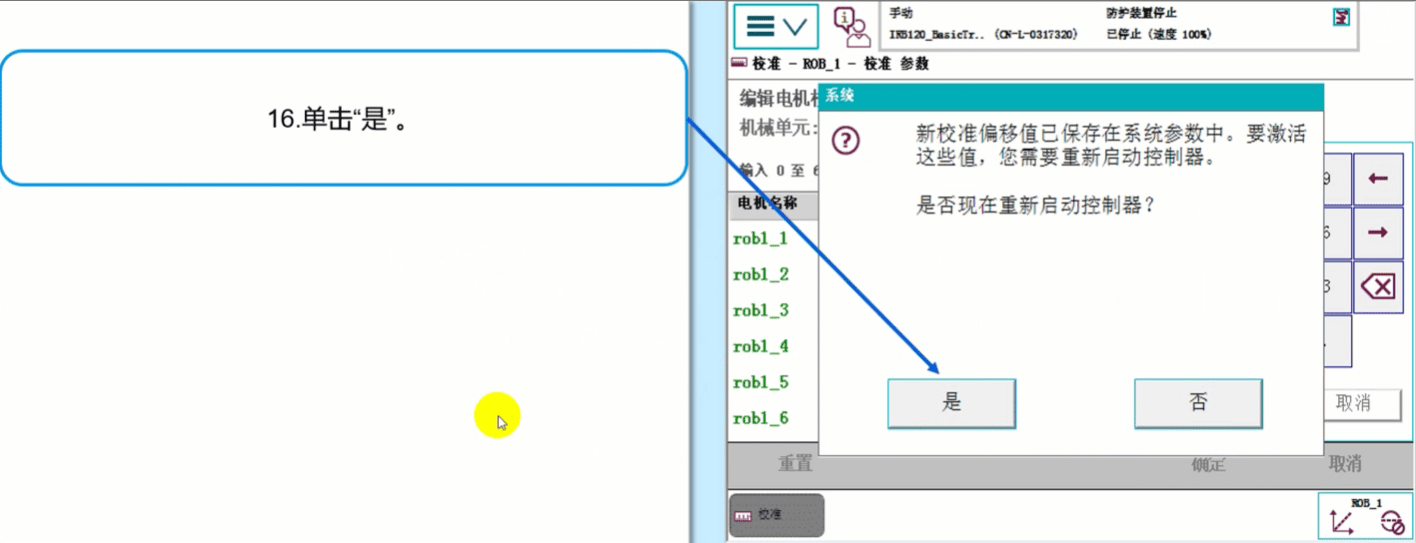 16.单击“是”。
手动
防护装置停止
IRB120_BasicTr.. (CN-L-0317320)
已停止 (速度 100%)
校准 - ROB_1 - 校准 参数
编辑电机
机械单元:
输入 0 至
电机名称
rob1_1
rob1_2
rob1_3
rob1_4
rob1_5
rob1_6
系统
新校准偏移值已保存在系统参数中。要激活
这些值，您需要重新启动控制器。
是否现在重新启动控制器？
是
否
取消
重置
确定
取消
校准
ROB_1